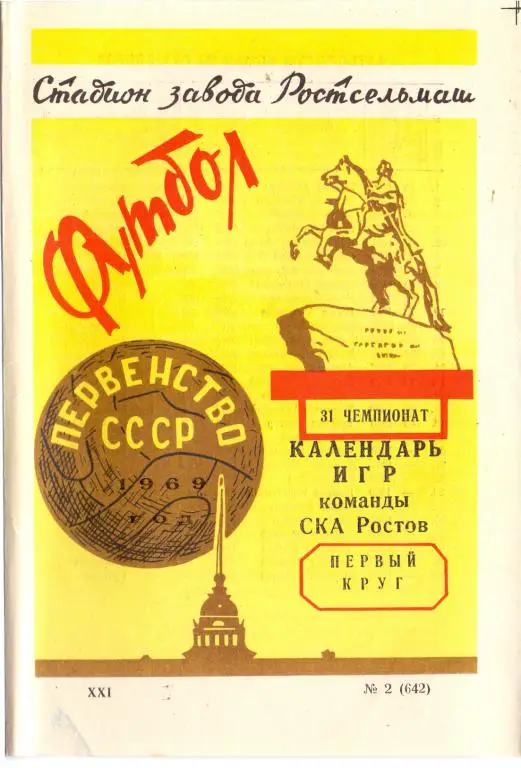 Стадион завода Ростсельмаш
Футбол
ПЕРВЕНСТВО
СССР
1969
год
31 ЧЕМПИОНАТ
КАЛЕНДАРЬ
ИГР
команды
СКА Ростов
ПЕРВЫЙ
КРУГ
XXI
№ 2 (642)